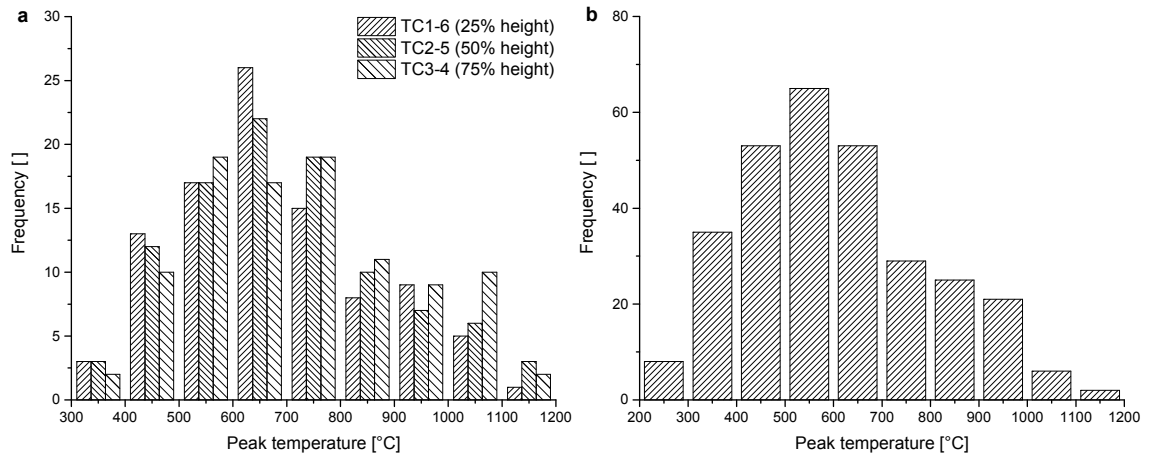 a
30
25
20
15
10
5
0
Frequency [ ]
TC1-6 (25% height)
TC2-5 (50% height)
TC3-4 (75% height)
300 400 500 600 700 800 900 1000 1100 1200
Peak temperature [°C]
b
80
60
40
20
0
Frequency [ ]
200 300 400 500 600 700 800 900 1000 1100 1200
Peak temperature [°C]